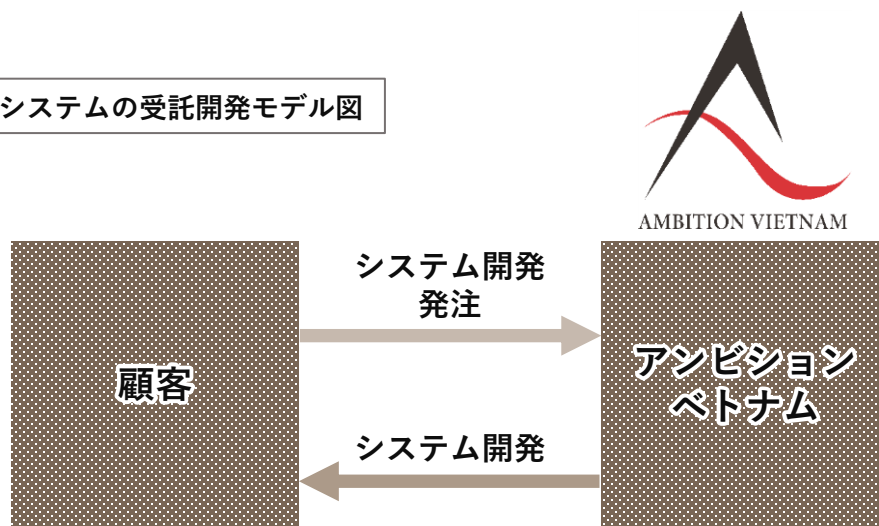 システムの受託開発モデル図
AMBITION VIETNAM
システム開発
発注
顧客
アンビション
ベトナム
システム開発